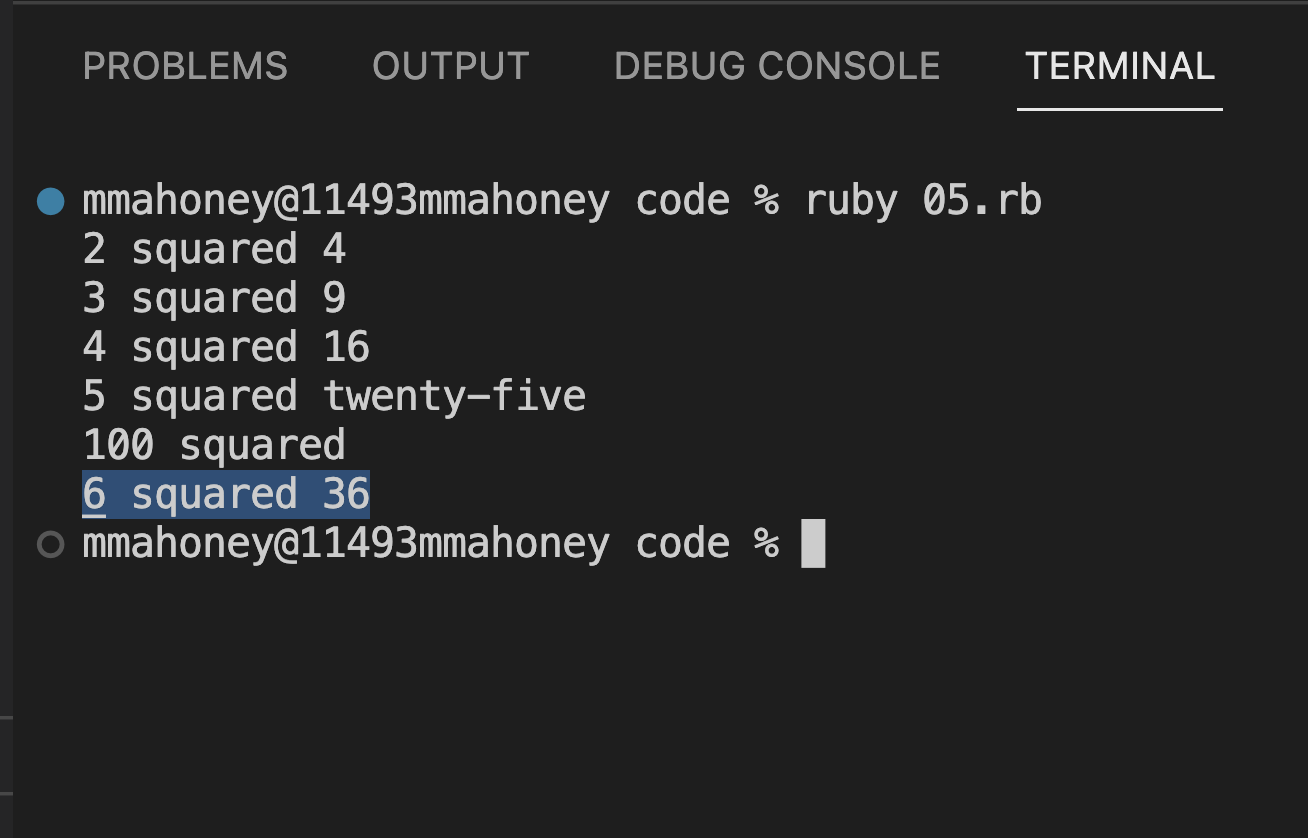 PROBLEMS OUTPUT DEBUG CONSOLE TERMINAL
mmahoney@11493mmahoney code % ruby 05.rb
2 squared 4
3 squared 9
4 squared 16
5 squared twenty-five
100 squared
6 squared 36
mmahoney@11493mmahoney code %